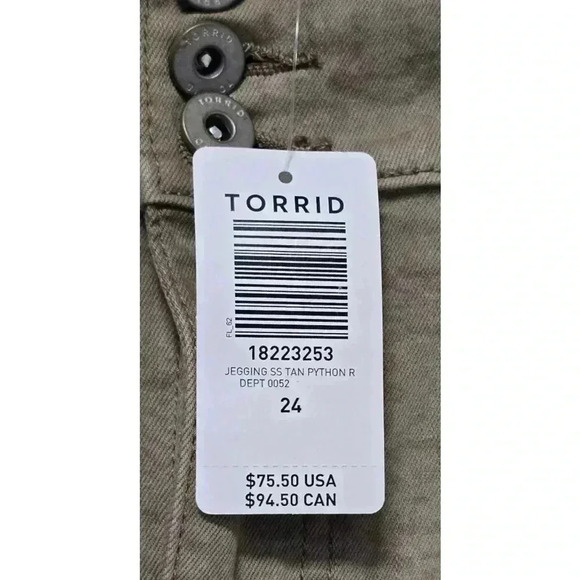 TORRID
TORRID
TORRID
FL_62
18223253
JEGGING SS TAN PYTHON R
DEPT 0052
24
$75.50 USA
$94.50 CAN